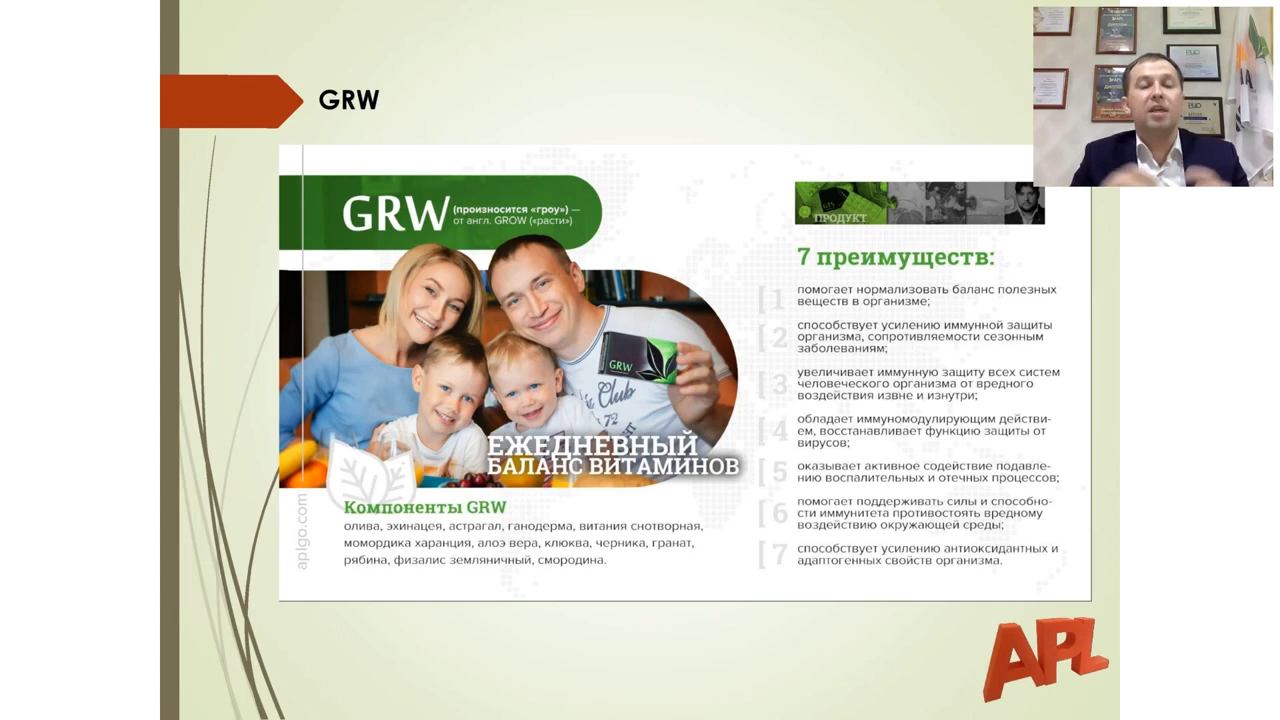 GRW
GRW
(произносится «гроу») —
от англ. GROW («расти»)
GRW
Club
72
ЕЖЕДНЕВНЫЙ
БАЛАНС ВИТАМИНОВ
Компоненты GRW
олива, эхинацея, астрагал, ганодерма, витания снотворная,
момордика харанция, алоэ вера, клюква, черника, гранат,
рябина, физалис земляничный, смородина.
aplgo.com
ПРОДУКТ
7 преимуществ:
[1
помогает нормализовать баланс полезных
веществ в организме;
[2
способствует усилению иммунной защиты
организма, сопротивляемости сезонным
заболеваниям;
[3
увеличивает иммунную защиту всех систем
человеческого организма от вредного
воздействия извне и изнутри;
[4
обладает иммуномодулирующим действи-
ем, восстанавливает функцию защиты от
вирусов;
[5
оказывает активное содействие подавле-
нию воспалительных и отечных процессов;
[6
помогает поддерживать силы и способно-
сти иммунитета противостоять вредному
воздействию окружающей среды;
[7
способствует усилению антиоксидантных и
адаптогенных свойств организма.
APL